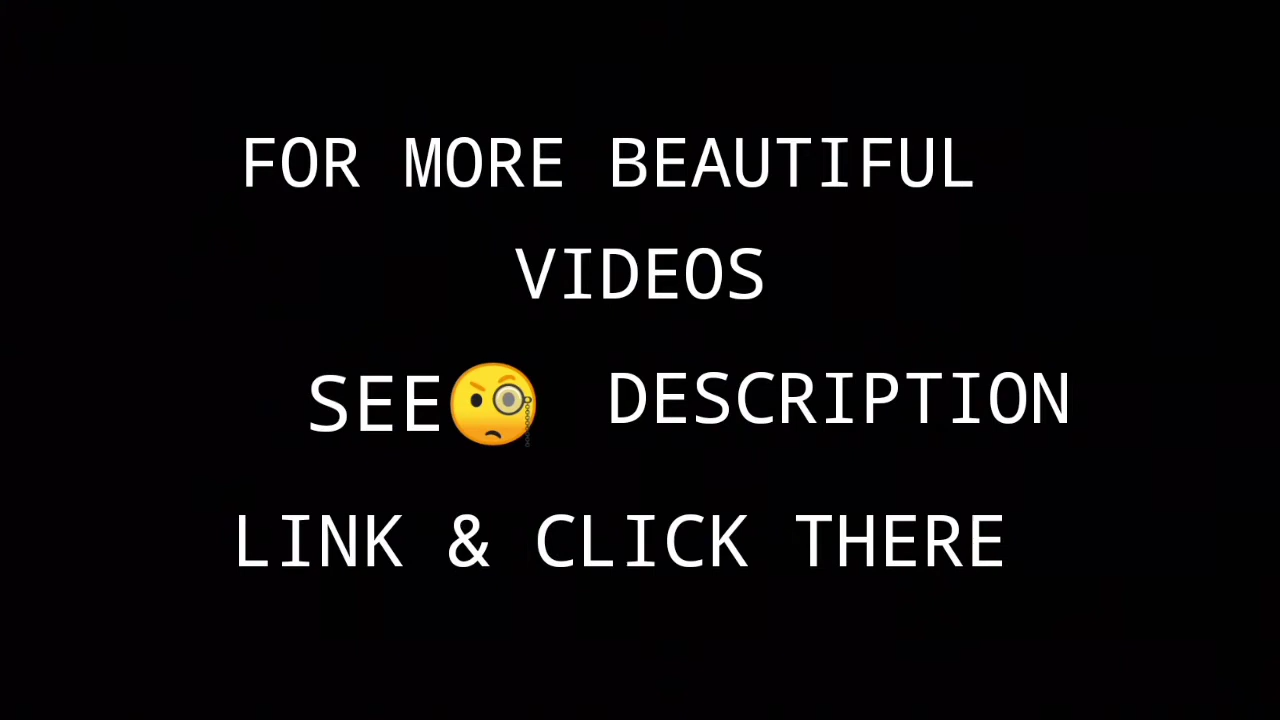 FOR MORE BEAUTIFUL
VIDEOS
SEE🧐 DESCRIPTION
LINK & CLICK THERE